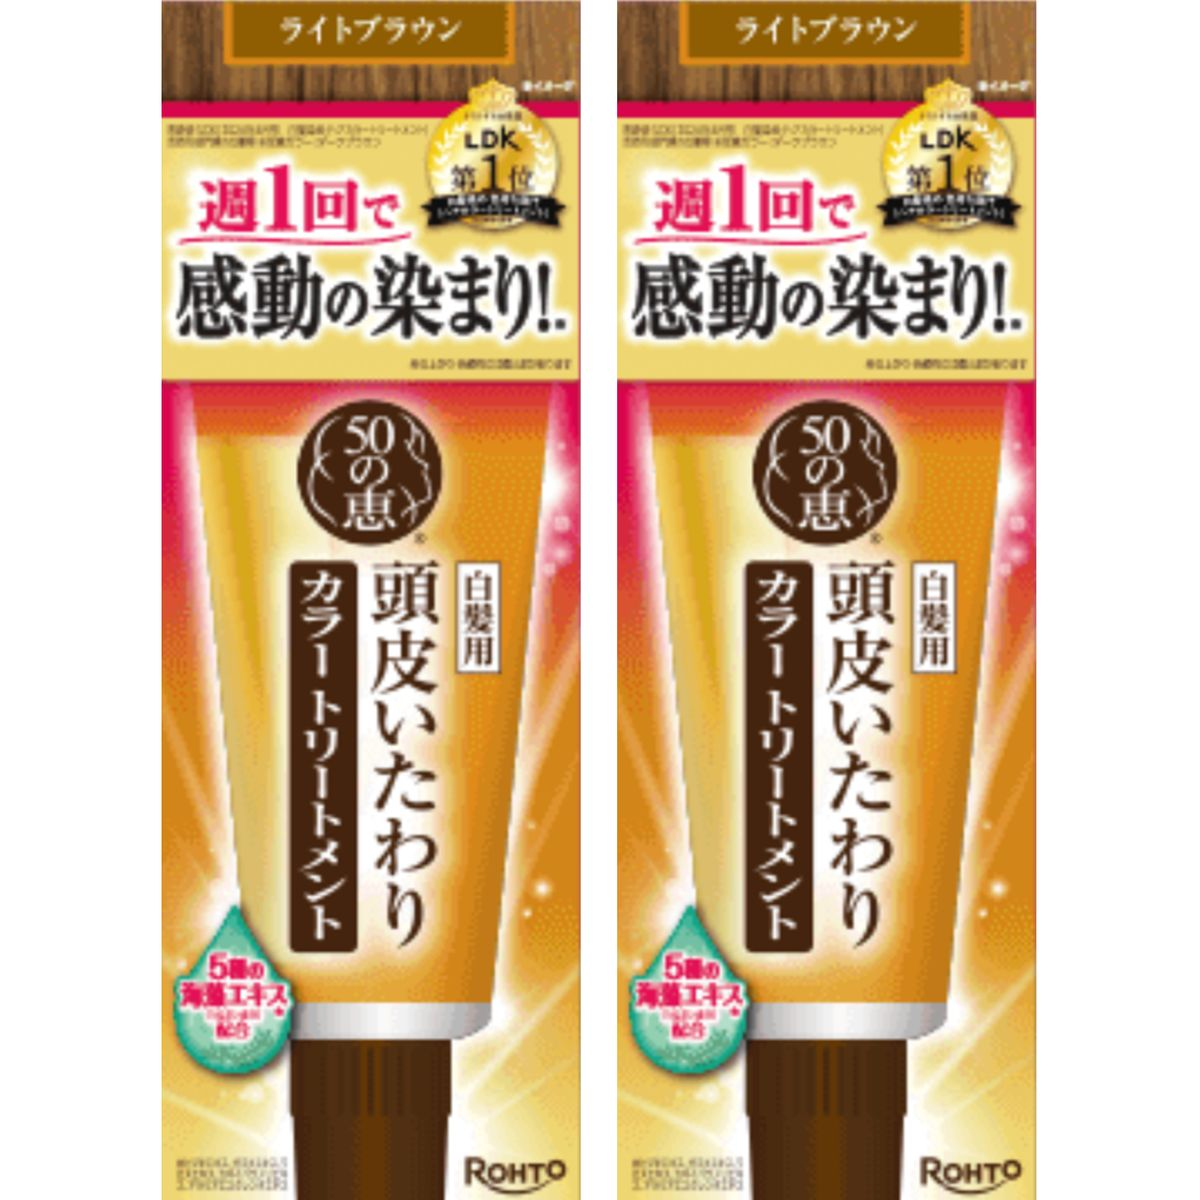 ライトブラウン
LDK
第1位
週1回で
感動の染まり!
50の恵
白髪用
頭皮いたわり
カラートリートメント
5種の
海藻エキス
配合
ROHTO
ライトブラウン
LDK
第1位
週1回で
感動の染まり!
50の恵
白髪用
頭皮いたわり
カラートリートメント
5種の
海藻エキス
配合
ROHTO